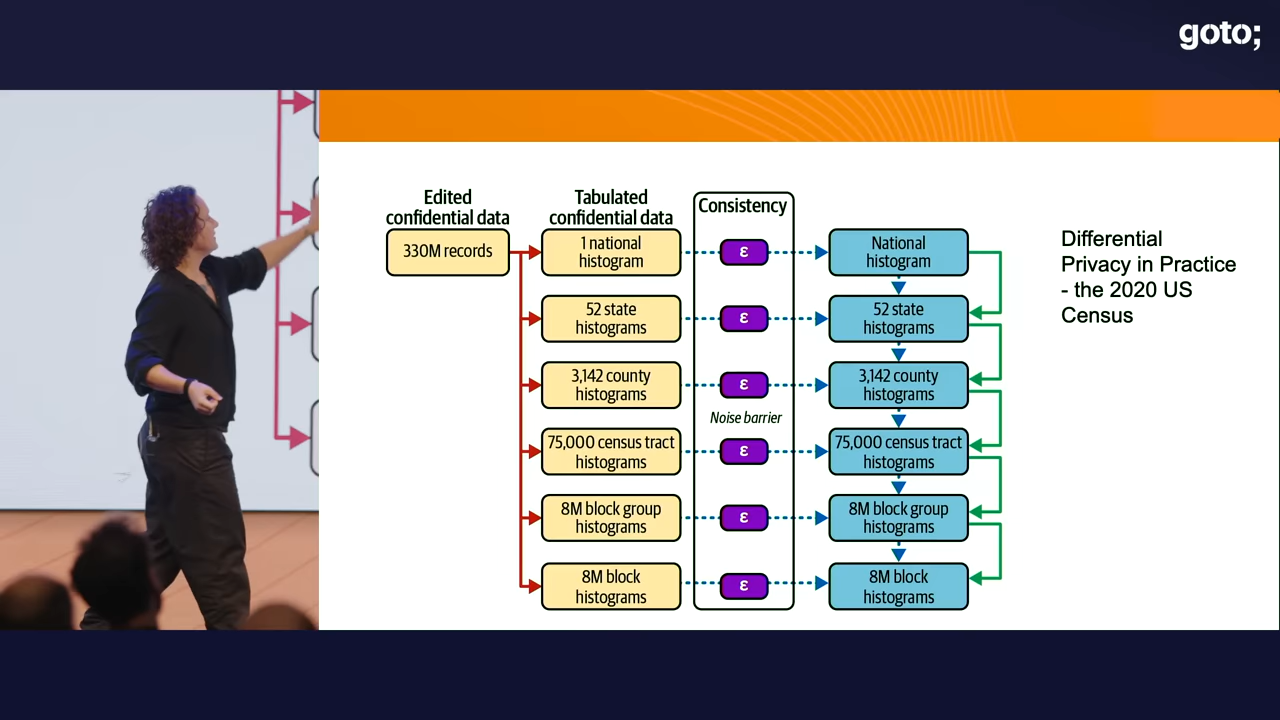 goto;
Edited
confidential data
330M records
Tabulated
confidential data
1 national
histogram
52 state
histograms
3,142 county
histograms
75,000 census tract
histograms
8M block group
histograms
8M block
histograms
Consistency
ε
ε
ε
Noise barrier
ε
ε
ε
National
histogram
52 state
histograms
3,142 county
histograms
75,000 census tract
histograms
8M block group
histograms
8M block
histograms
Differential
Privacy in Practice
- the 2020 US
Census